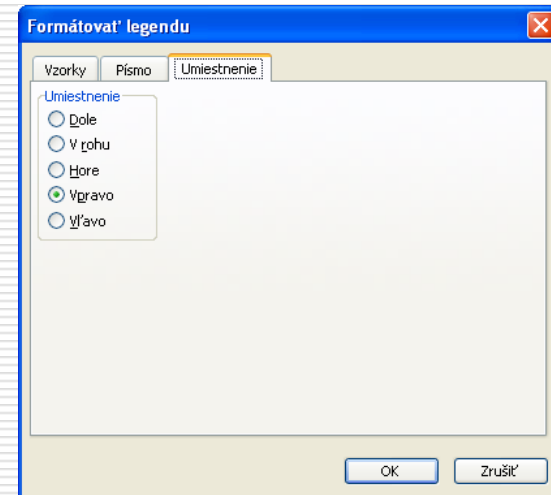 Formátovať legendu
Vzorky Písmo Umiestnenie
Umiestnenie
Dole
V rohu
Hore
Vpravo
Vľavo
OK Zrušiť